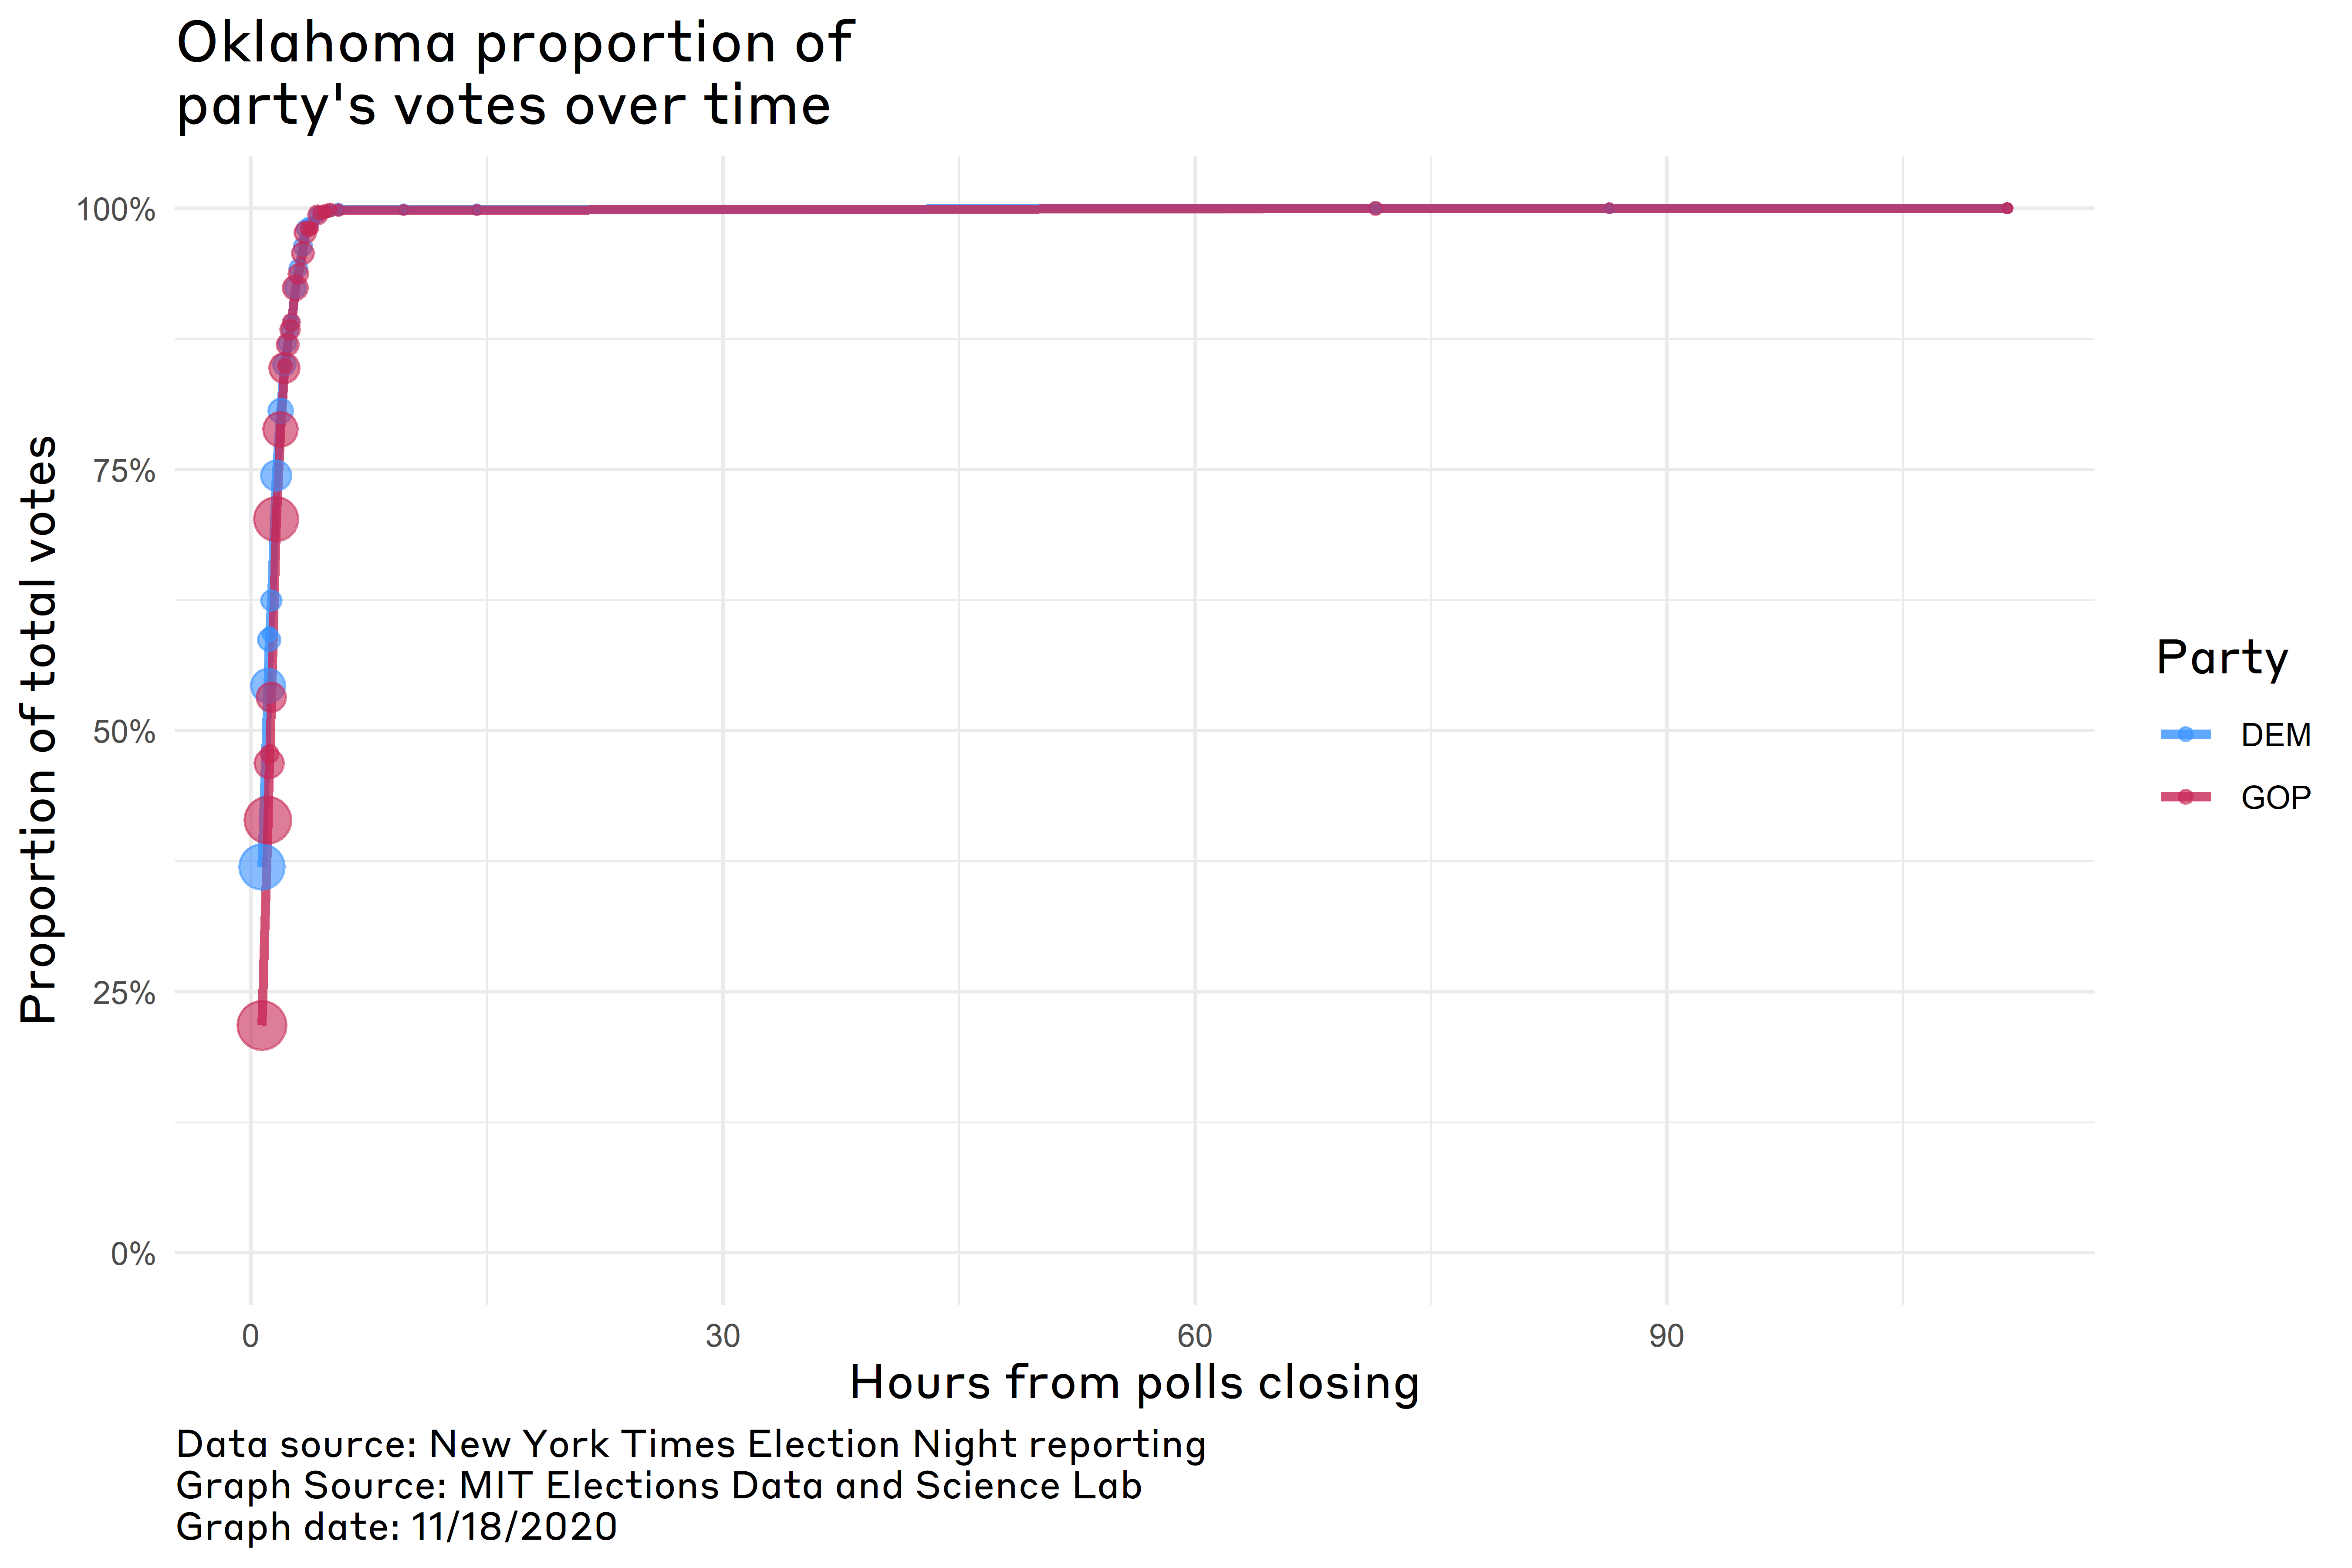 Oklahoma proportion of
party's votes over time
Proportion of total votes
100%
75%
50%
25%
0%
0
30
60
90
Hours from polls closing
Party
DEM
GOP
Data source: New York Times Election Night reporting
Graph Source: MIT Elections Data and Science Lab
Graph date: 11/18/2020